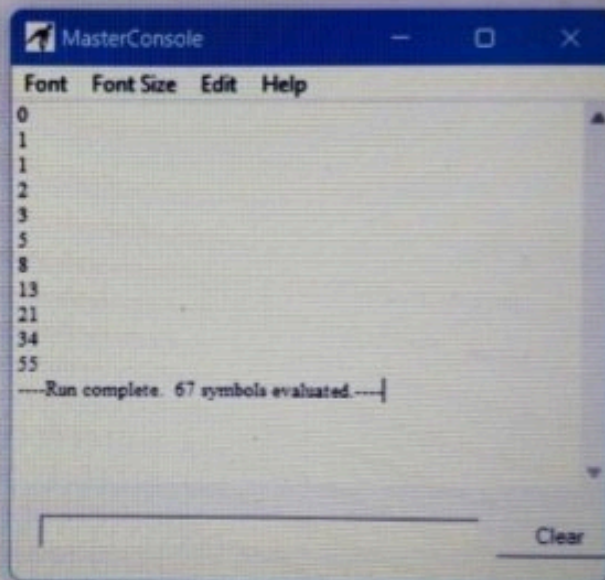 MasterConsole
Font Font Size Edit Help
0
1
1
2
3
5
8
13
21
34
55
----Run complete. 67 symbols evaluated.----
Clear